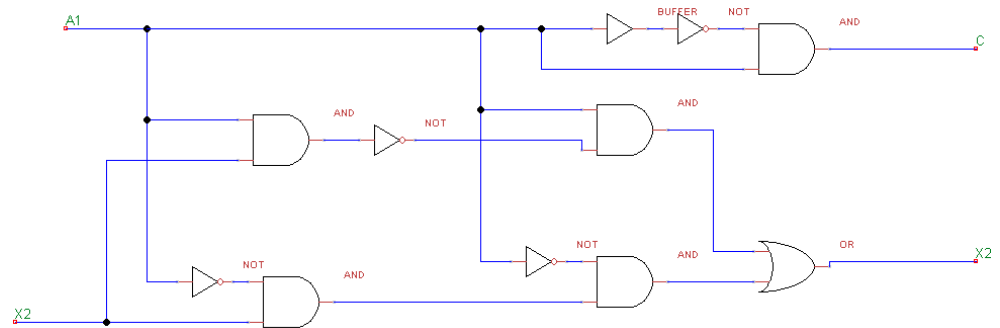 A1
BUFFER
NOT
AND
C
AND
NOT
AND
NOT
AND
NOT
AND
OR
X2
X2